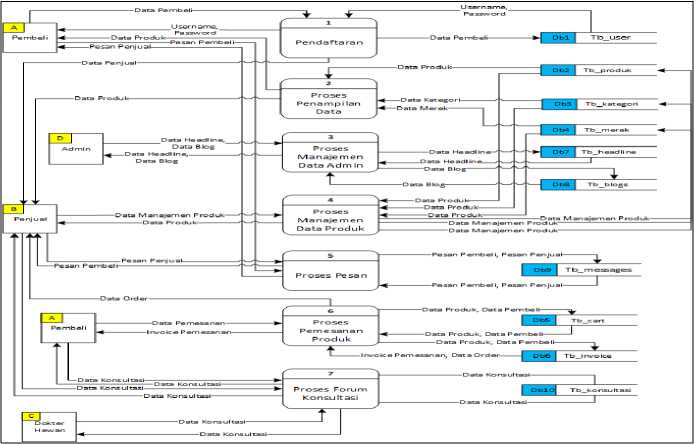 Data Pembeli
Username,
Password
A
Pembeli
Username,
Password
Data Produk
Pesan Pembeli
Pesan Penjual
1
Pendaftaran
Data Pembeli
Db1
Tb_user
Data Penjual
Data Produk
Db2
Tb_produk
2
Proses
Penampilan
Data
Data Produk
Data Kategori
Data Merek
Db3
Tb_kategori
Db4
Tb_merek
D
Admin
Data Headline,
Data Blog
Data Headline,
Data Blog
3
Proses
Manajemen
Data Admin
Data Headline
Data Headline
Data Blog
Data Blog
Db7
Tb_headline
Db8
Tb_blogs
B
Penjual
Data Manajemen Produk
Data Produk
4
Proses
Manajemen
Data Produk
Data Produk
Data Produk
Data Produk
Data Manajemen Produk
Data Manajemen Produk
Data Manajemen Produk
Pesan Penjual
Pesan Pembeli
5
Proses Pesan
Pesan Pembeli, Pesan Penjual
Pesan Pembeli, Pesan Penjual
Db9
Tb_messages
Data Order
A
Pembeli
Data Pemesanan
Invoice Pemesanan
6
Proses
Pemesanan
Produk
Data Produk, Data Pembeli
Data Produk, Data Pembeli
Data Produk, Data Pembeli
Invoice Pemesanan, Data Order
Db5
Tb_cart
Db6
Tb_invoice
Data Konsultasi
Data Konsultasi
Data Konsultasi
Data Konsultasi
7
Proses Forum
Konsultasi
Data Konsultasi
Data Konsultasi
Db10
Tb_konsultasi
C
Dokter
Hewan
Data Konsultasi
Data Konsultasi